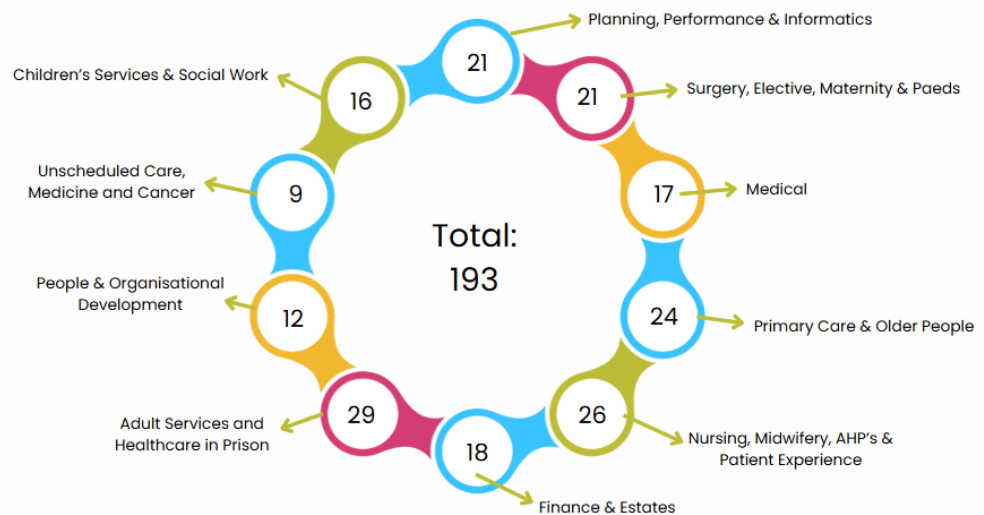 Planning, Performance & Informatics
21
Surgery, Elective, Maternity & Paeds
21
Medical
17
Primary Care & Older People
24
Nursing, Midwifery, AHP's &
Patient Experience
26
Finance & Estates
18
Adult Services and
Healthcare in Prison
29
People & Organisational
Development
12
Unscheduled Care,
Medicine and Cancer
9
Children's Services & Social Work
16
Total:
193